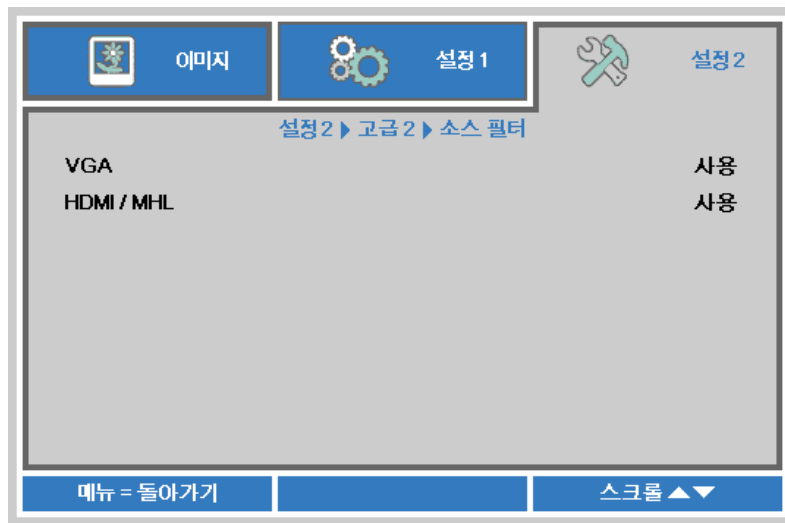 이미지
설정 1
설정 2
설정 2 ▶ 고급 2 ▶ 소스 필터
VGA 사용
HDMI / MHL 사용
메뉴 = 돌아가기
스크롤 ▲▼